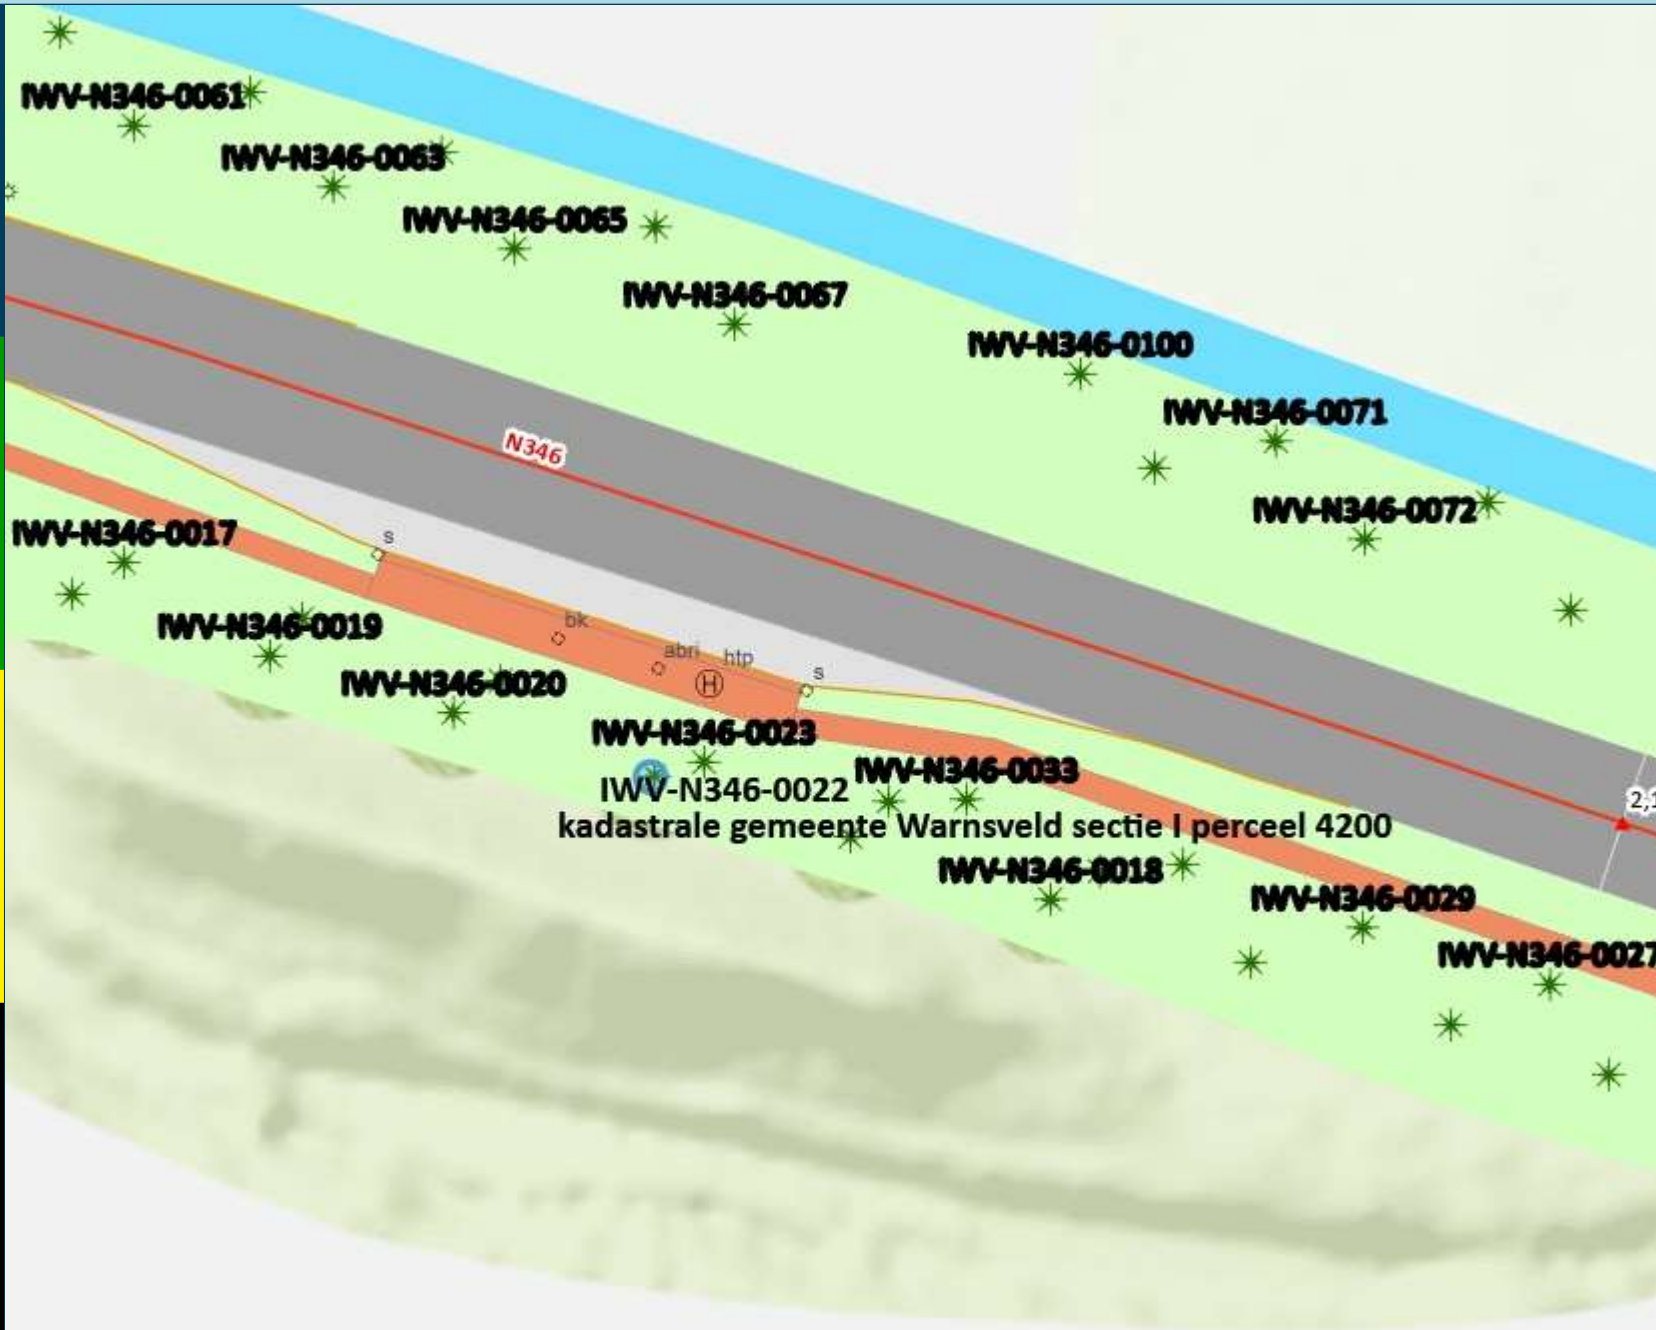 IWV-N346-0061
IWV-N346-0063
IWV-N346-0065
IWV-N346-0067
IWV-N346-0100
IWV-N346-0071
N346
IWV-N346-0072
IWV-N346-0017
s
bk
IWV-N346-0019
abri
htp
s
H
IWV-N346-0020
IWV-N346-0023
IWV-N346-0033
IWV-N346-0022
2,1
kadastrale gemeente Warnsveld sectie I perceel 4200
IWV-N346-0018
IWV-N346-0029
IWV-N346-0027